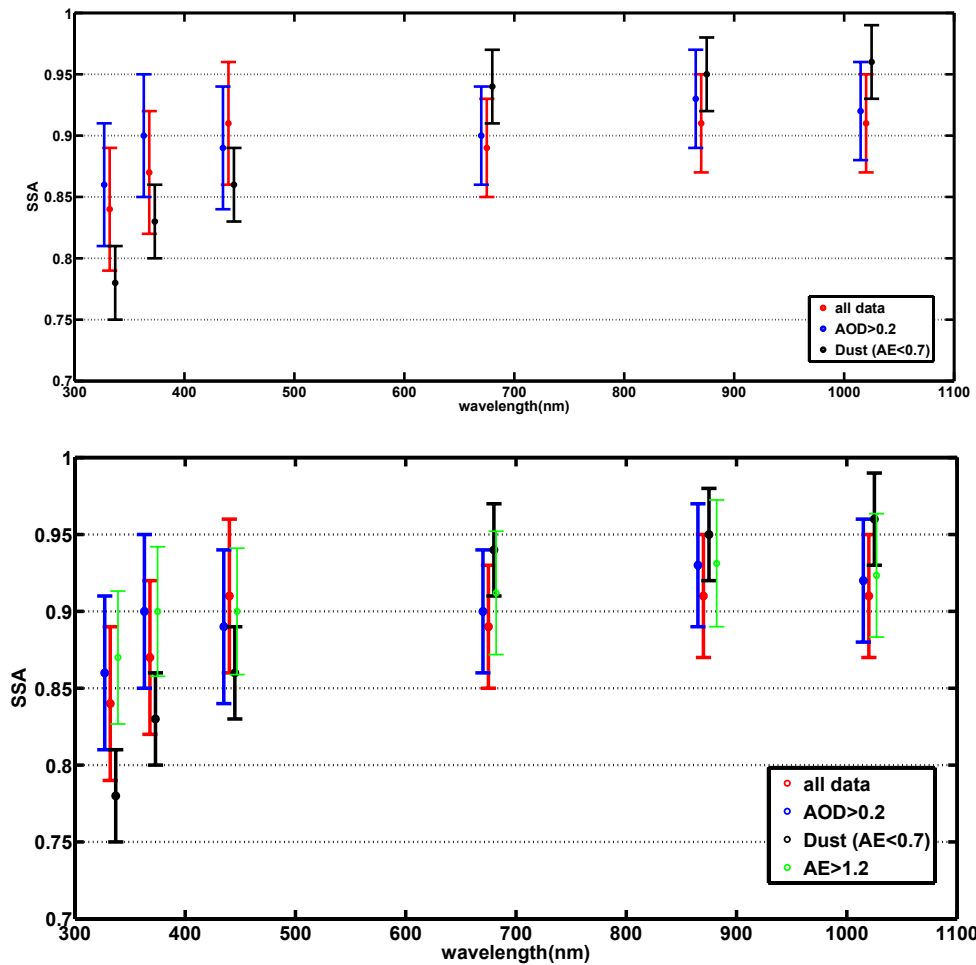 1
0.95
0.9
0.85
0.8
0.75
0.7
SSA
all data
AOD>0.2
Dust (AE<0.7)
300 400 500 600 700 800 900 1000 1100
wavelength(nm)
1
0.95
0.9
0.85
0.8
0.75
0.7
SSA
all data
AOD>0.2
Dust (AE<0.7)
AE>1.2
300 400 500 600 700 800 900 1000 1100
wavelength(nm)